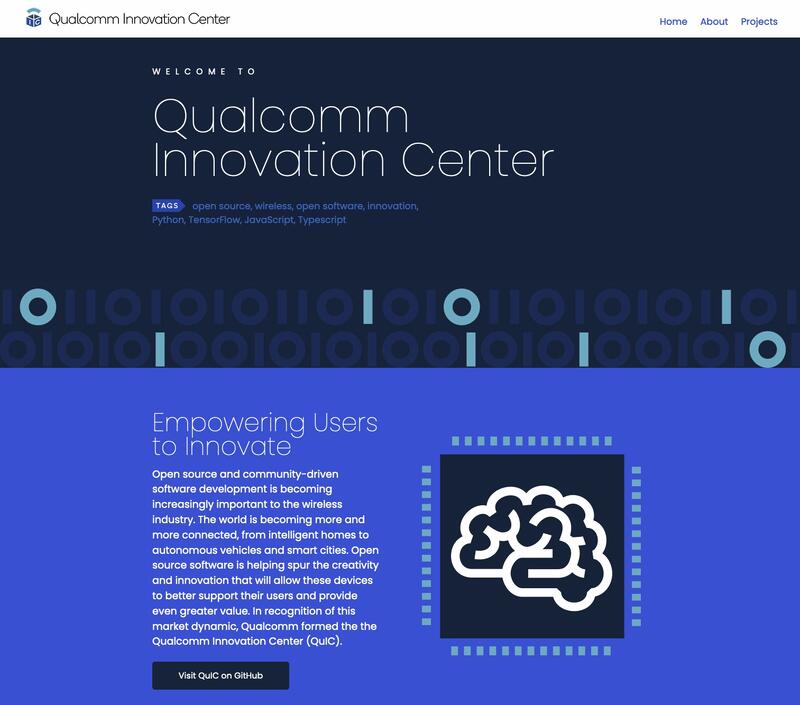 Qualcomm Innovation Center
Home About Projects
WELCOME TO
Qualcomm
Innovation Center
TAGS open source, wireless, open software, innovation,
Python, TensorFlow, JavaScript, Typescript
Empowering Users
to Innovate
Open source and community-driven
software development is becoming
increasingly important to the wireless
industry. The world is becoming more and
more connected, from intelligent homes to
autonomous vehicles and smart cities. Open
source software is helping spur the creativity
and innovation that will allow these devices
to better support their users and provide
even greater value. In recognition of this
market dynamic, Qualcomm formed the the
Qualcomm Innovation Center (QuIC).
Visit QuIC on GitHub